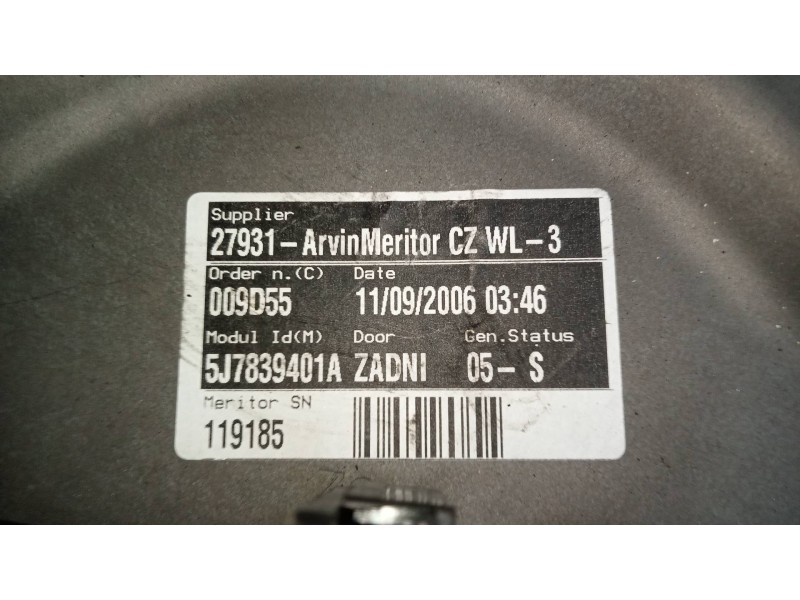 Supplier
27931-ArvinMeritor CZ WL-3
Order n.(C) Date
009D55 11/09/2006 03:46
Modul Id(M) Door Gen.Status
5J7839401A ZADNI 05- S
Meritor SN
119185